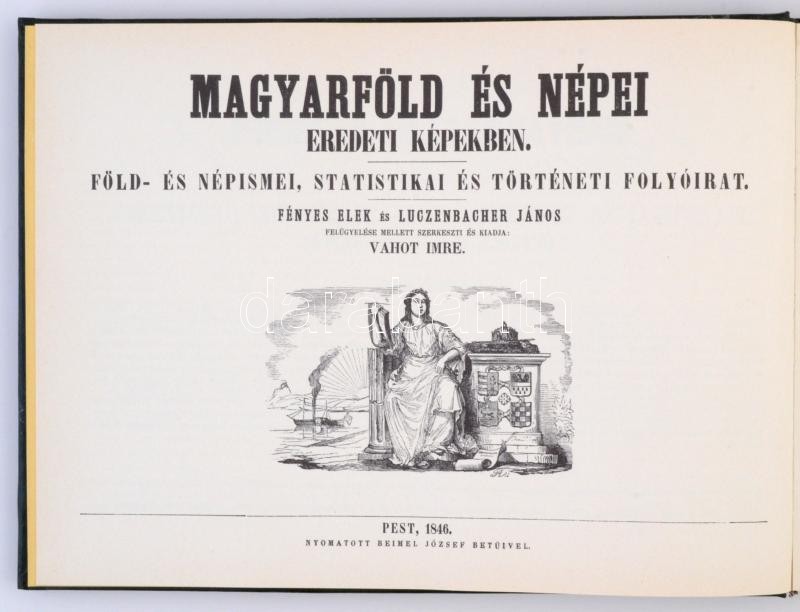 MAGYARFÖLD ÉS NÉPEI
EREDETI KÉPEKBEN.
FÖLD- ÉS NÉPISMEI, STATISTIKAI ÉS TÖRTÉNETI FOLYÓIRAT.
FÉNYES ELEK ÉS LUCZENBACHER JÁNOS
FELÜGYELÉSE MELLETT SZERKESZTI ÉS KIADJA:
VAHOT IMRE.
darabanth
PEST, 1846.
NYOMATOTT BEIMEL JÓZSEF BETŰIVEL.